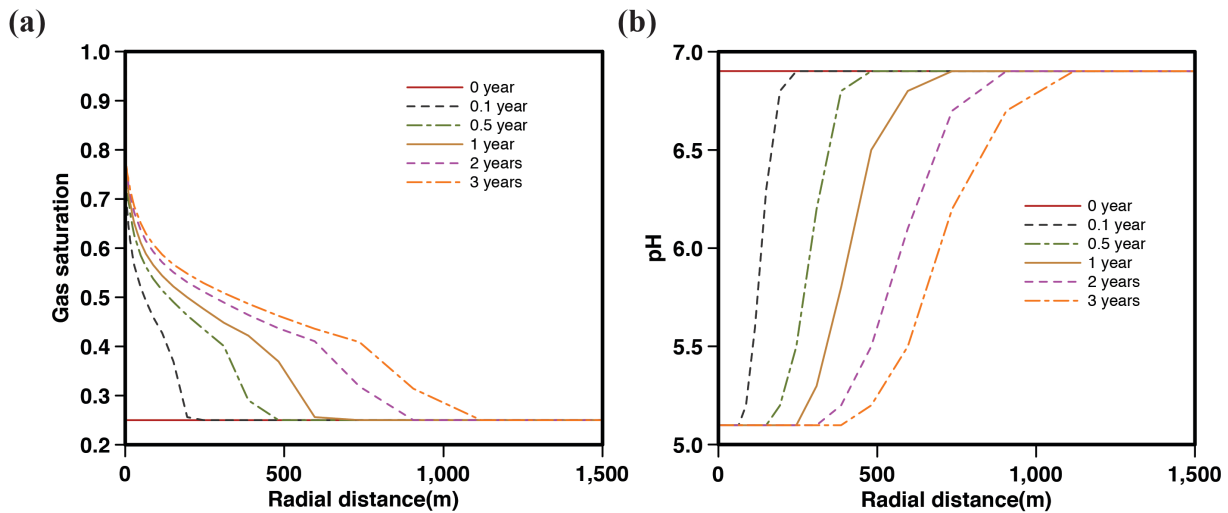 (a)
1.0
0.9
0.8
0.7
0.6
0.5
0.4
0.3
0.2
Gas saturation
0 year
0.1 year
0.5 year
1 year
2 years
3 years
0
500
1,000
1,500
Radial distance(m)
(b)
7.0
6.5
6.0
5.5
5.0
pH
0 year
0.1 year
0.5 year
1 year
2 years
3 years
0
500
1,000
1,500
Radial distance(m)